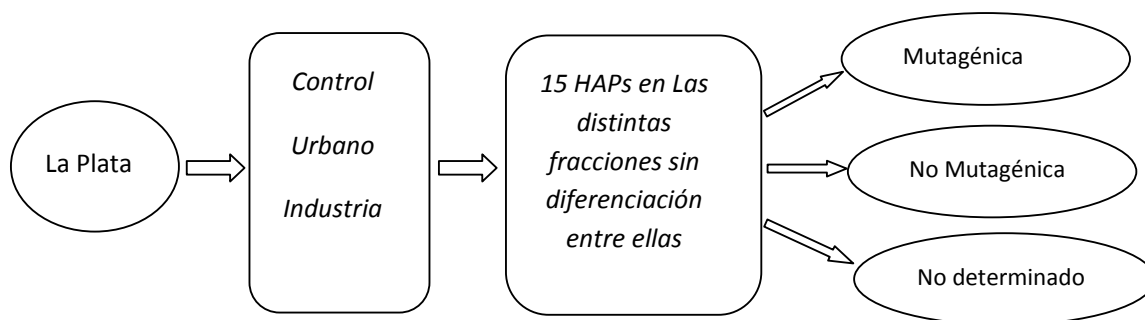 La Plata
Control
Urbano
Industria
15 HAPs en Las
distintas
fracciones sin
diferenciación
entre ellas
Mutagénica
No Mutagénica
No determinado